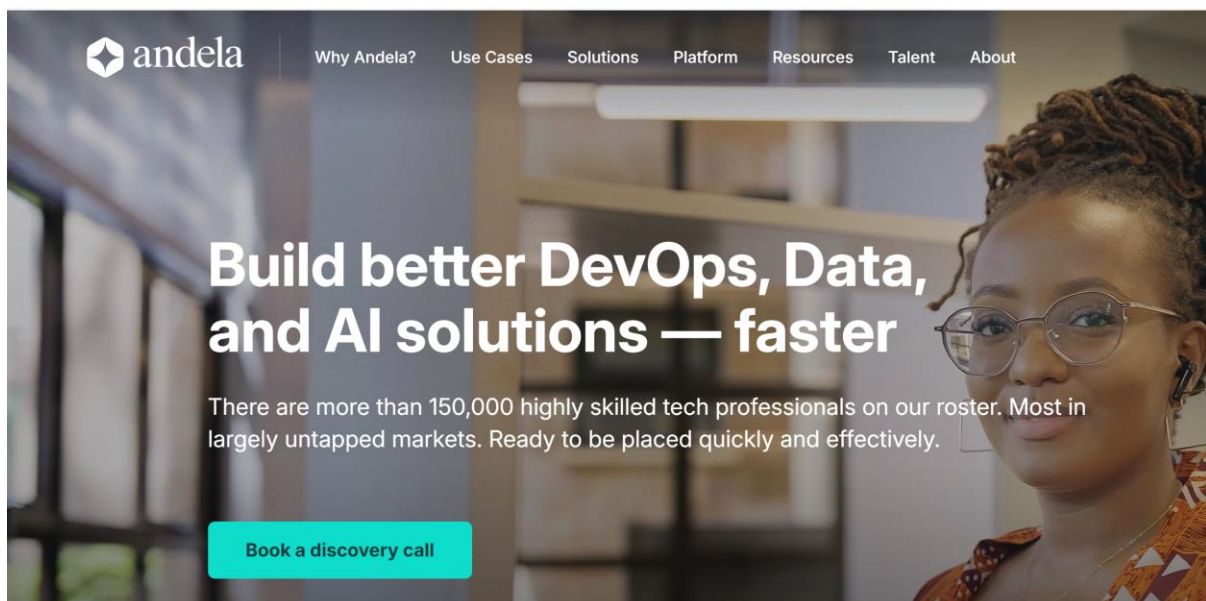 andela
Why Andela? Use Cases Solutions Platform Resources Talent About
Build better DevOps, Data,
and AI solutions — faster
There are more than 150,000 highly skilled tech professionals on our roster. Most in
largely untapped markets. Ready to be placed quickly and effectively.
Book a discovery call